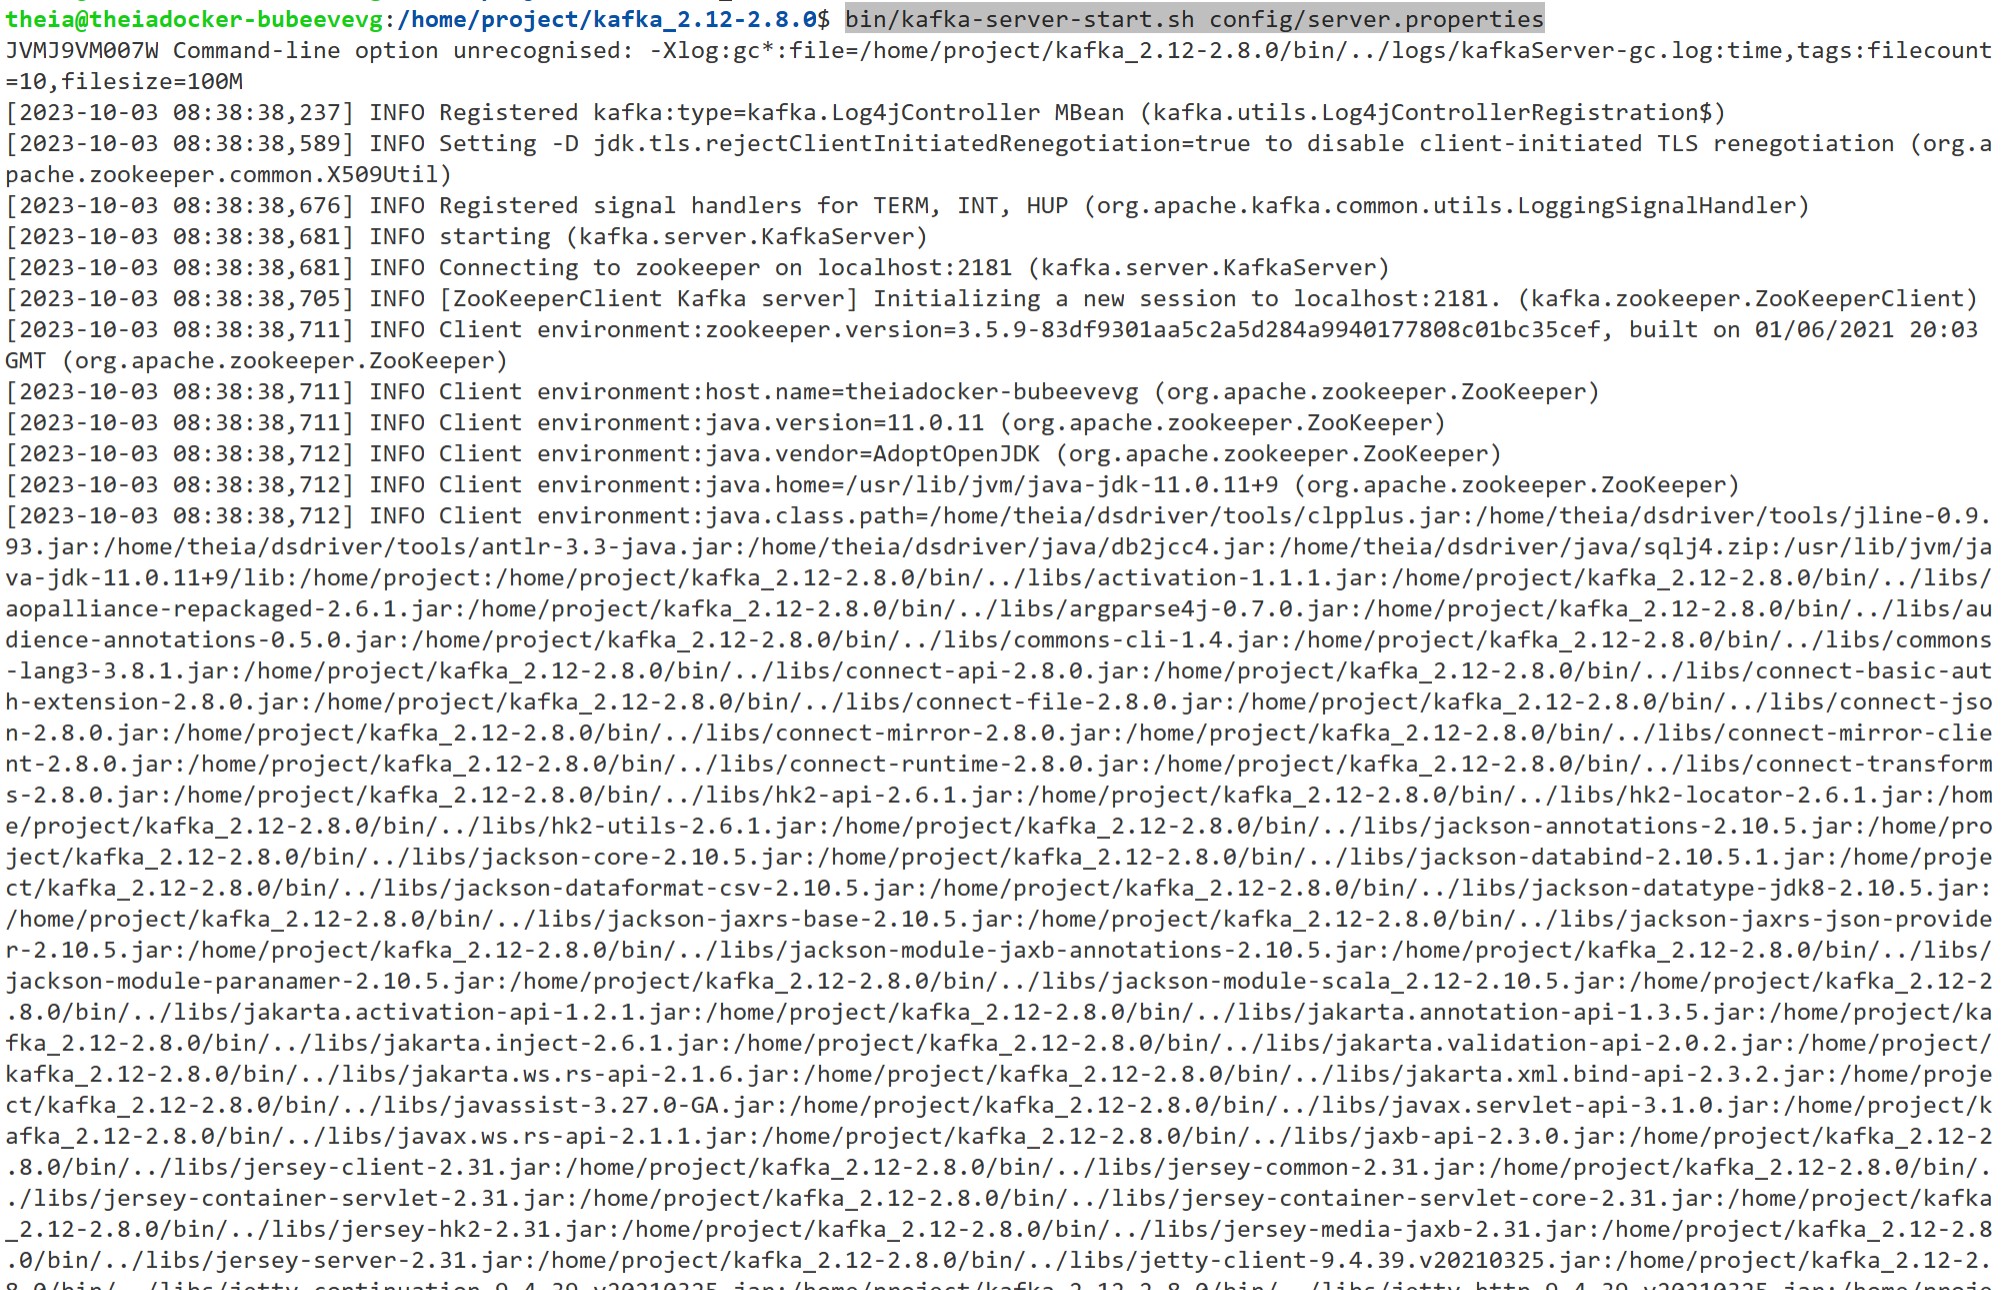 theia@theiadocker-bubeevevg:/home/project/kafka_2.12-2.8.0$ bin/kafka-server-start.sh config/server.properties
JVMJ9VM007W Command-line option unrecognised: -Xlog:gc*:file=/home/project/kafka_2.12-2.8.0/bin/../logs/kafkaServer-gc.log:time,tags:filecount
=10,filesize=100M
[2023-10-03 08:38:38,237] INFO Registered kafka:type=kafka.Log4jController MBean (kafka.utils.Log4jControllerRegistration$)
[2023-10-03 08:38:38,589] INFO Setting -D jdk.tls.rejectClientInitiatedRenegotiation=true to disable client-initiated TLS renegotiation (org.a
pache.zookeeper.common.X509Util)
[2023-10-03 08:38:38,676] INFO Registered signal handlers for TERM, INT, HUP (org.apache.kafka.common.utils.LoggingSignalHandler)
[2023-10-03 08:38:38,681] INFO starting (kafka.server.KafkaServer)
[2023-10-03 08:38:38,681] INFO Connecting to zookeeper on localhost:2181 (kafka.server.KafkaServer)
[2023-10-03 08:38:38,705] INFO [ZooKeeperClient Kafka server] Initializing a new session to localhost:2181. (kafka.zookeeper.ZooKeeperClient)
[2023-10-03 08:38:38,711] INFO Client environment:zookeeper.version=3.5.9-83df9301aa5c2a5d284a9940177808c01bc35cef, built on 01/06/2021 20:03
GMT (org.apache.zookeeper.ZooKeeper)
[2023-10-03 08:38:38,711] INFO Client environment:host.name=theiadocker-bubeevevg (org.apache.zookeeper.ZooKeeper)
[2023-10-03 08:38:38,711] INFO Client environment:java.version=11.0.11 (org.apache.zookeeper.ZooKeeper)
[2023-10-03 08:38:38,712] INFO Client environment:java.vendor=AdoptOpenJDK (org.apache.zookeeper.ZooKeeper)
[2023-10-03 08:38:38,712] INFO Client environment:java.home=/usr/lib/jvm/java-jdk-11.0.11+9 (org.apache.zookeeper.ZooKeeper)
[2023-10-03 08:38:38,712] INFO Client environment:java.class.path=/home/theia/dsdriver/tools/clpplus.jar:/home/theia/dsdriver/tools/jline-0.9.
93.jar:/home/theia/dsdriver/tools/antlr-3.3-java.jar:/home/theia/dsdriver/java/db2jcc4.jar:/home/theia/dsdriver/java/sqlj4.zip:/usr/lib/jvm/ja
va-jdk-11.0.11+9/lib:/home/project:/home/project/kafka_2.12-2.8.0/bin/../libs/activation-1.1.1.jar:/home/project/kafka_2.12-2.8.0/bin/../libs/
aopalliance-repackaged-2.6.1.jar:/home/project/kafka_2.12-2.8.0/bin/../libs/argparse4j-0.7.0.jar:/home/project/kafka_2.12-2.8.0/bin/../libs/au
dience-annotations-0.5.0.jar:/home/project/kafka_2.12-2.8.0/bin/../libs/commons-cli-1.4.jar:/home/project/kafka_2.12-2.8.0/bin/../libs/commons
-lang3-3.8.1.jar:/home/project/kafka_2.12-2.8.0/bin/../libs/connect-api-2.8.0.jar:/home/project/kafka_2.12-2.8.0/bin/../libs/connect-basic-aut
h-extension-2.8.0.jar:/home/project/kafka_2.12-2.8.0/bin/../libs/connect-file-2.8.0.jar:/home/project/kafka_2.12-2.8.0/bin/../libs/connect-jso
n-2.8.0.jar:/home/project/kafka_2.12-2.8.0/bin/../libs/connect-mirror-2.8.0.jar:/home/project/kafka_2.12-2.8.0/bin/../libs/connect-mirror-clie
nt-2.8.0.jar:/home/project/kafka_2.12-2.8.0/bin/../libs/connect-runtime-2.8.0.jar:/home/project/kafka_2.12-2.8.0/bin/../libs/connect-transform
s-2.8.0.jar:/home/project/kafka_2.12-2.8.0/bin/../libs/hk2-api-2.6.1.jar:/home/project/kafka_2.12-2.8.0/bin/../libs/hk2-locator-2.6.1.jar:/hom
e/project/kafka_2.12-2.8.0/bin/../libs/hk2-utils-2.6.1.jar:/home/project/kafka_2.12-2.8.0/bin/../libs/jackson-annotations-2.10.5.jar:/home/pro
ject/kafka_2.12-2.8.0/bin/../libs/jackson-core-2.10.5.jar:/home/project/kafka_2.12-2.8.0/bin/../libs/jackson-databind-2.10.5.1.jar:/home/proje
ct/kafka_2.12-2.8.0/bin/../libs/jackson-dataformat-csv-2.10.5.jar:/home/project/kafka_2.12-2.8.0/bin/../libs/jackson-datatype-jdk8-2.10.5.jar:
/home/project/kafka_2.12-2.8.0/bin/../libs/jackson-jaxrs-base-2.10.5.jar:/home/project/kafka_2.12-2.8.0/bin/../libs/jackson-jaxrs-json-provide
r-2.10.5.jar:/home/project/kafka_2.12-2.8.0/bin/../libs/jackson-module-jaxb-annotations-2.10.5.jar:/home/project/kafka_2.12-2.8.0/bin/../libs/
jackson-module-paranamer-2.10.5.jar:/home/project/kafka_2.12-2.8.0/bin/../libs/jackson-module-scala_2.12-2.10.5.jar:/home/project/kafka_2.12-2
.8.0/bin/../libs/jakarta.activation-api-1.2.1.jar:/home/project/kafka_2.12-2.8.0/bin/../libs/jakarta.annotation-api-1.3.5.jar:/home/project/ka
fka_2.12-2.8.0/bin/../libs/jakarta.inject-2.6.1.jar:/home/project/kafka_2.12-2.8.0/bin/../libs/jakarta.validation-api-2.0.2.jar:/home/project/
kafka_2.12-2.8.0/bin/../libs/jakarta.ws.rs-api-2.1.6.jar:/home/project/kafka_2.12-2.8.0/bin/../libs/jakarta.xml.bind-api-2.3.2.jar:/home/proje
ct/kafka_2.12-2.8.0/bin/../libs/javassist-3.27.0-GA.jar:/home/project/kafka_2.12-2.8.0/bin/../libs/javax.servlet-api-3.1.0.jar:/home/project/k
afka_2.12-2.8.0/bin/../libs/javax.ws.rs-api-2.1.1.jar:/home/project/kafka_2.12-2.8.0/bin/../libs/jaxb-api-2.3.0.jar:/home/project/kafka_2.12-2
.8.0/bin/../libs/jersey-client-2.31.jar:/home/project/kafka_2.12-2.8.0/bin/../libs/jersey-common-2.31.jar:/home/project/kafka_2.12-2.8.0/bin/.
./libs/jersey-container-servlet-2.31.jar:/home/project/kafka_2.12-2.8.0/bin/../libs/jersey-container-servlet-core-2.31.jar:/home/project/kafka
_2.12-2.8.0/bin/../libs/jersey-hk2-2.31.jar:/home/project/kafka_2.12-2.8.0/bin/../libs/jersey-media-jaxb-2.31.jar:/home/project/kafka_2.12-2.8
.0/bin/../libs/jersey-server-2.31.jar:/home/project/kafka_2.12-2.8.0/bin/../libs/jetty-client-9.4.39.v20210325.jar:/home/project/kafka_2.12-2.
8.0/bin/../libs/jetty-continuation-9.4.39.v20210325.jar:/home/project/kafka_2.12-2.8.0/bin/../libs/jetty-http-9.4.39.v20210325.jar:/home/proje